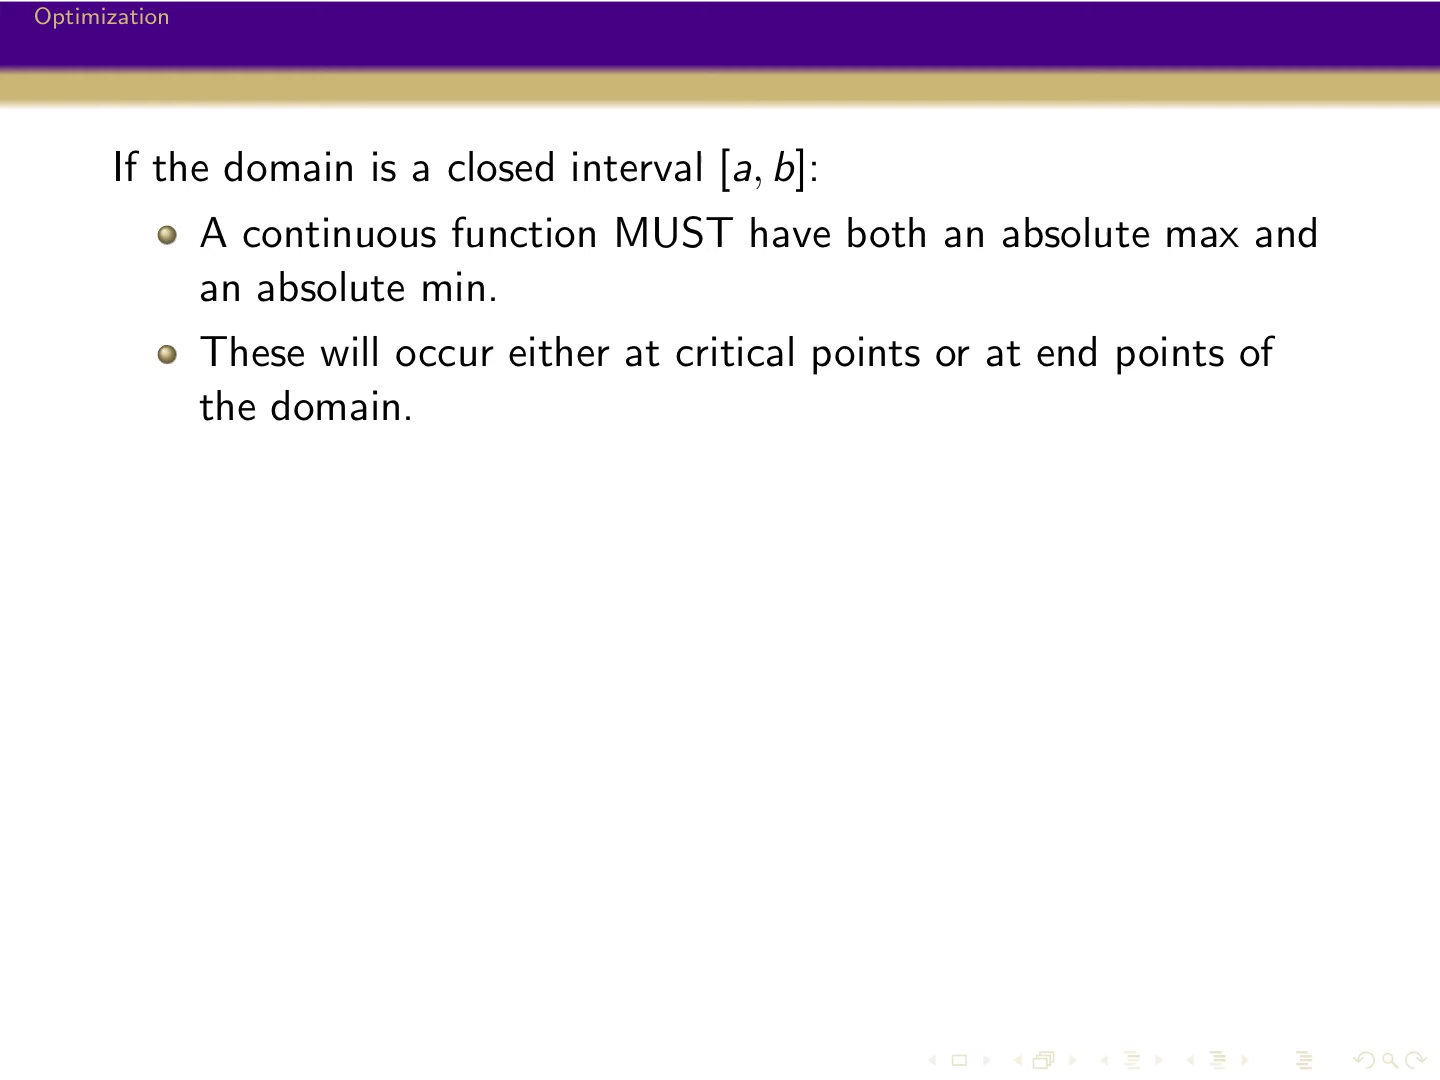 Optimization
If the domain is a closed interval [a, b]:
A continuous function MUST have both an absolute max and
an absolute min.
These will occur either at critical points or at end points of
the domain.